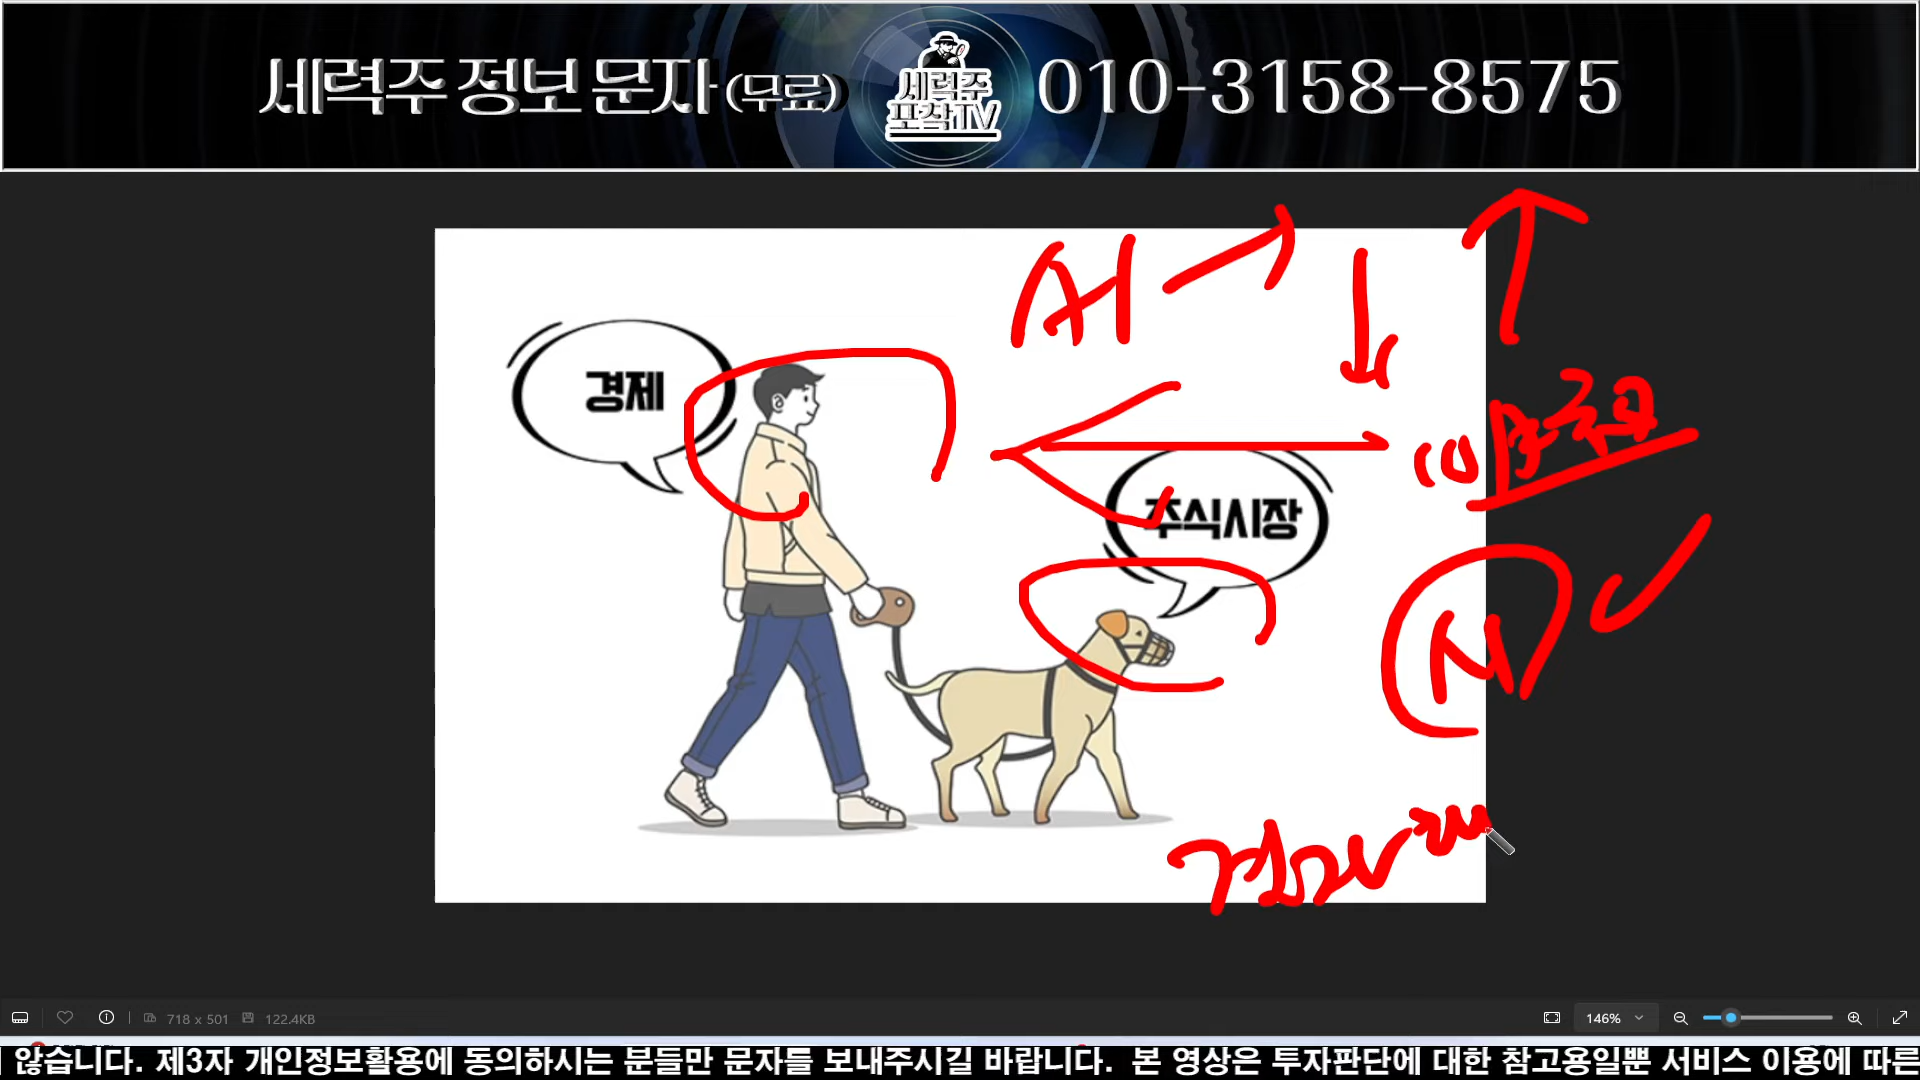 세력주 정보 문자 (무료)
세력주
포착TV
010-3158-8575
AI
경제
주식시장
718 x 501
122.4KB
146%
않습니다. 제3자 개인정보활용에 동의하시는 분들만 문자를 보내주시길 바랍니다. 본 영상은 투자판단에 대한 참고용일뿐 서비스 이용에 따른